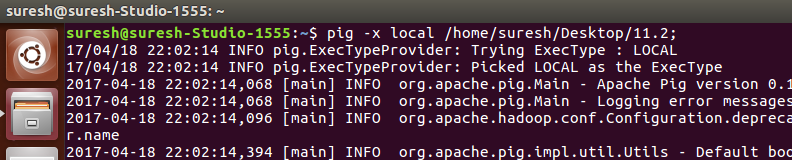 suresh@suresh-Studio-1555: ~
suresh@suresh-Studio-1555:~$ pig -x local /home/suresh/Desktop/11.2;
17/04/18 22:02:14 INFO pig.ExecTypeProvider: Trying ExecType : LOCAL
17/04/18 22:02:14 INFO pig.ExecTypeProvider: Picked LOCAL as the ExecType
2017-04-18 22:02:14,068 [main] INFO  org.apache.pig.Main - Apache Pig version 0.1
2017-04-18 22:02:14,068 [main] INFO  org.apache.pig.Main - Logging error messages
2017-04-18 22:02:14,096 [main] INFO  org.apache.hadoop.conf.Configuration.depreca
r.name
2017-04-18 22:02:14,394 [main] INFO  org.apache.pig.impl.util.Utils - Default boo